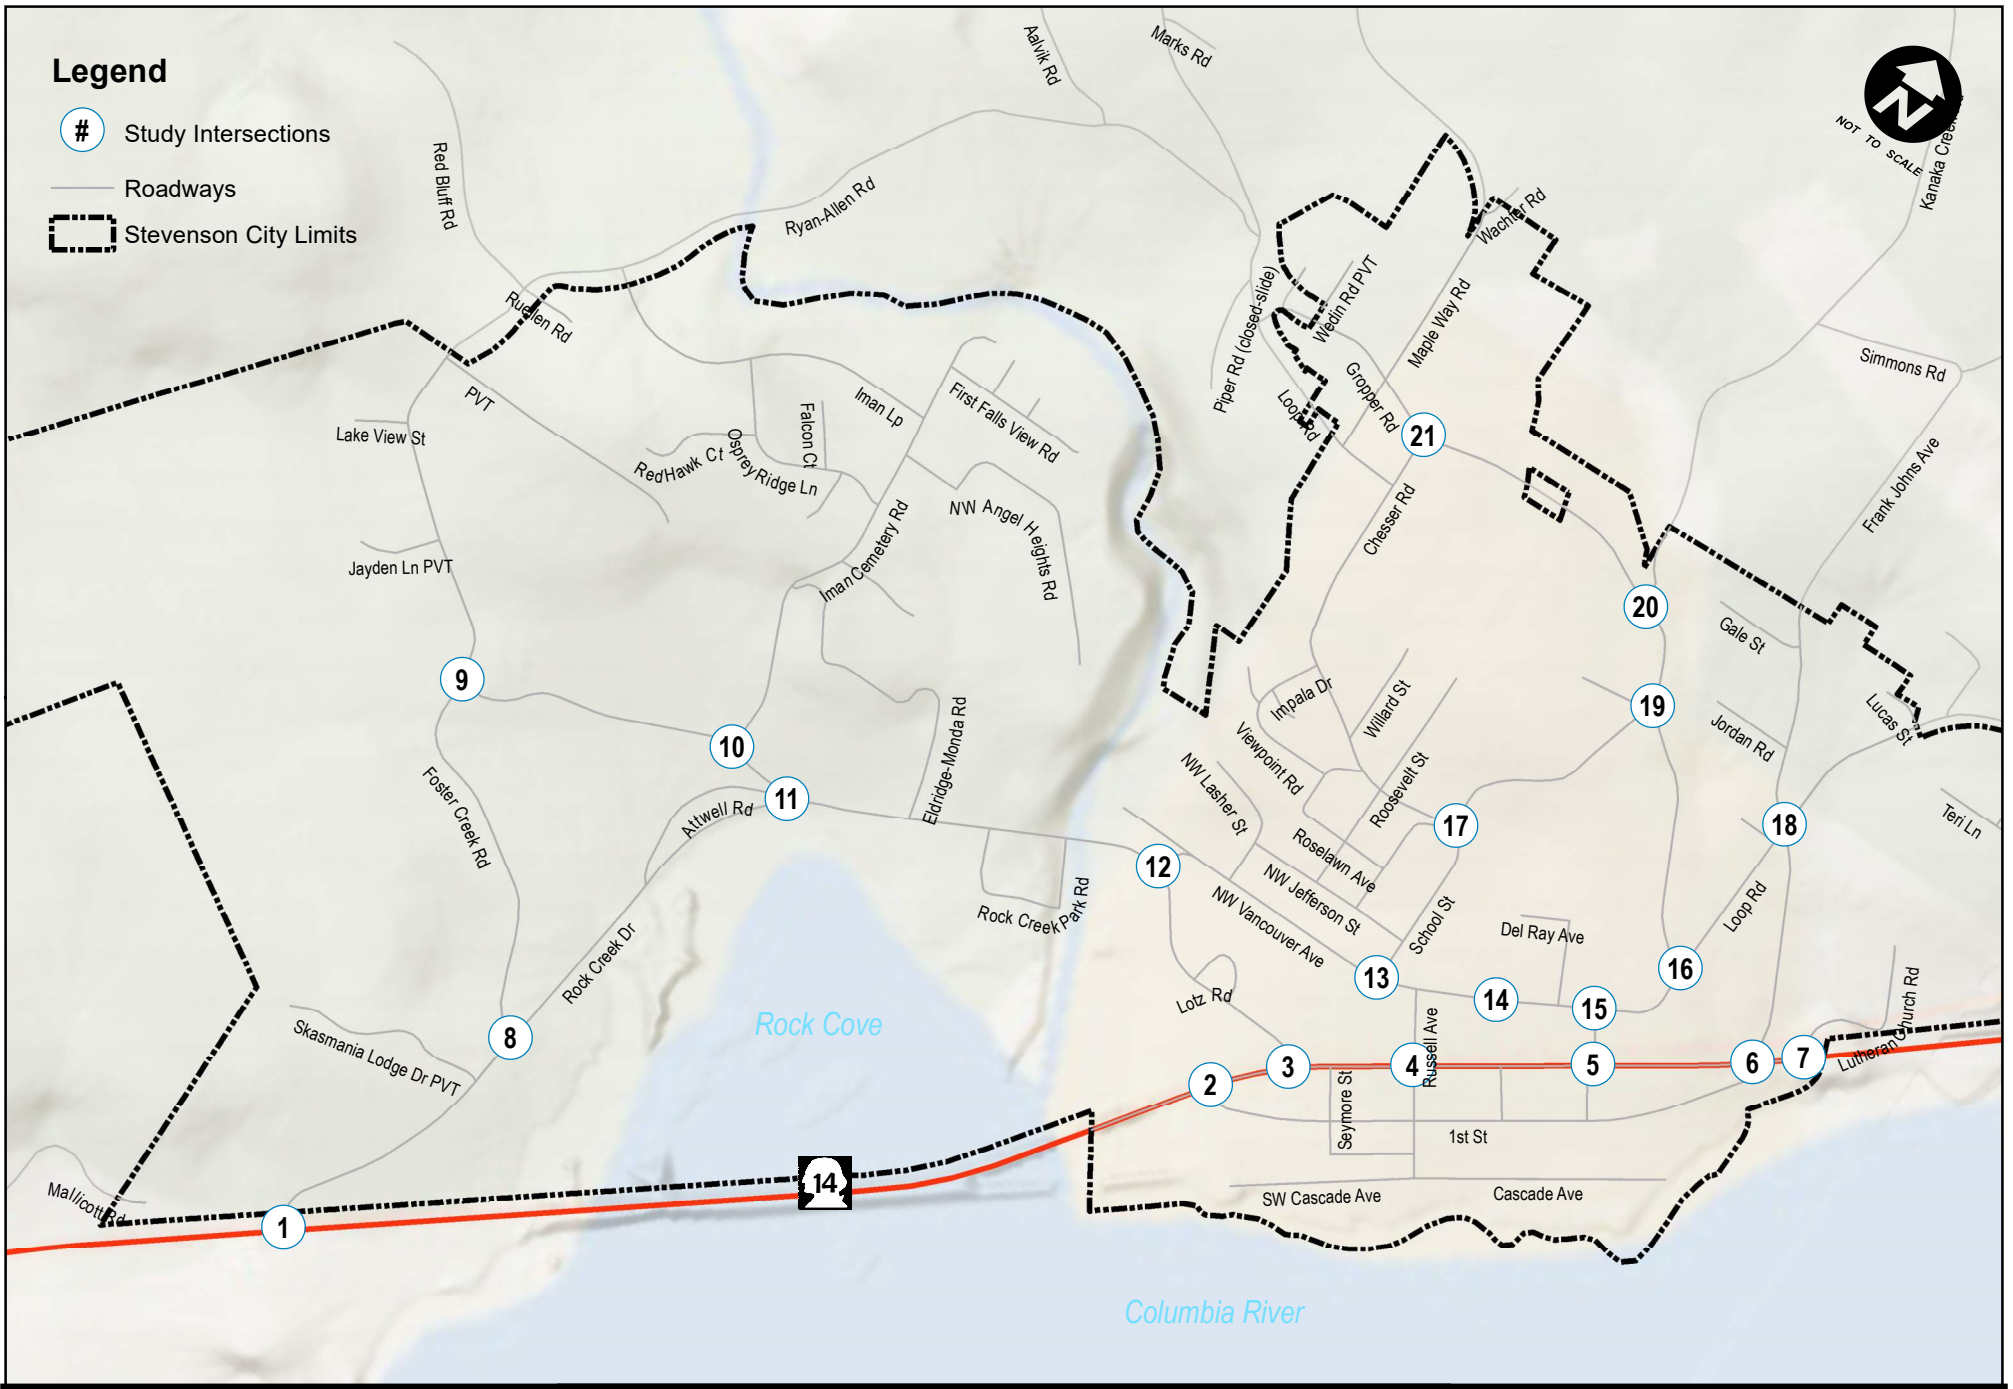 Legend
# Study Intersections
Roadways
Stevenson City Limits
N
NOT TO SCALE
Aalvik Rd
Marks Rd
Kanaka Creek
Red Bluff Rd
Ryan-Allen Rd
Wachter Rd
Ruellen Rd
Piper Rd (closed-slide)
Wedin Rd PVT
Maple Way Rd
Simmons Rd
PVT
Lake View St
Iman Lp
First Falls View Rd
Falcon Ct
Red Hawk Ct
Osprey Ridge Ln
Loop Rd
Gropper Rd
21
Frank Johns Ave
NW Angel Heights Rd
Chesser Rd
Jayden Ln PVT
Iman Cemetery Rd
20
Gale St
9
Impala Dr
Willard St
19
Jordan Rd
Lucas St
10
Eldridge-Monda Rd
Viewpoint Rd
NW Lasher St
Roosevelt St
Foster Creek Rd
Attwell Rd
11
17
18
Teri Ln
12
Roselawn Ave
NW Jefferson St
NW Vancouver Ave
School St
Rock Creek Park Rd
Rock Creek Dr
Del Ray Ave
Loop Rd
13
14
15
16
Lotz Rd
Rock Cove
Skasmania Lodge Dr PVT
8
Russell Ave
Lutheran Church Rd
2
3
4
5
6
7
Seymore St
1st St
14
SW Cascade Ave
Cascade Ave
Mallicott Rd
1
Columbia River